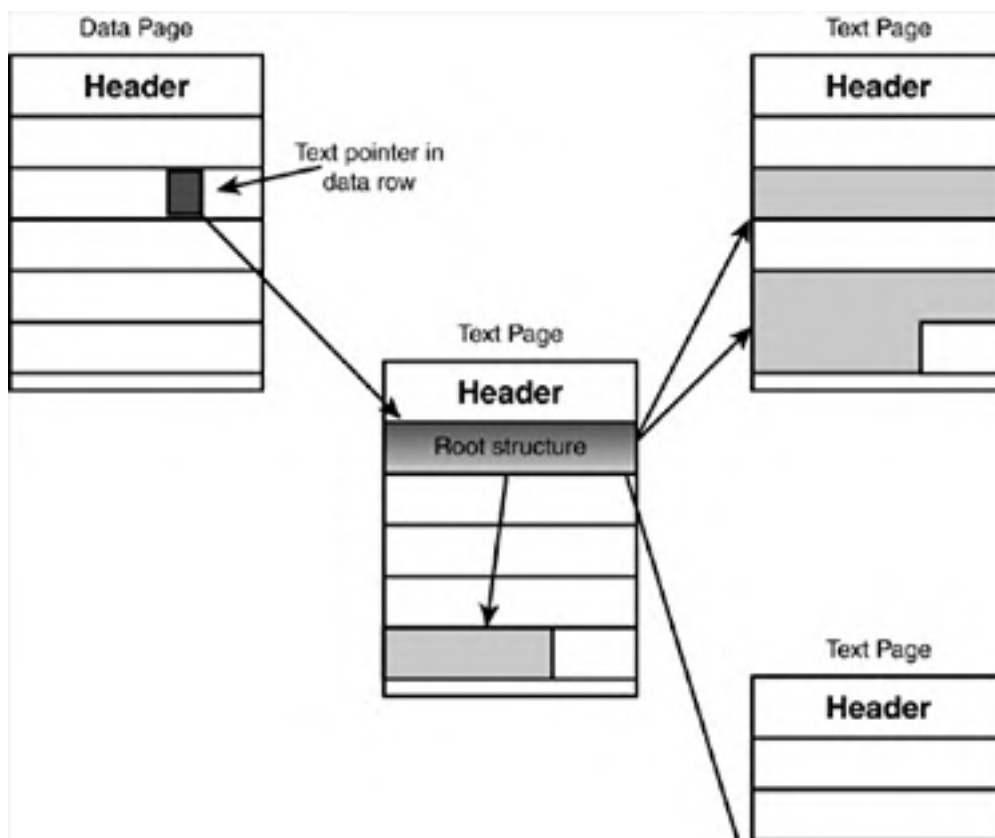 Data Page
Header
Text pointer in
data row
Text Page
Header
Text Page
Header
Root structure
Text Page
Header